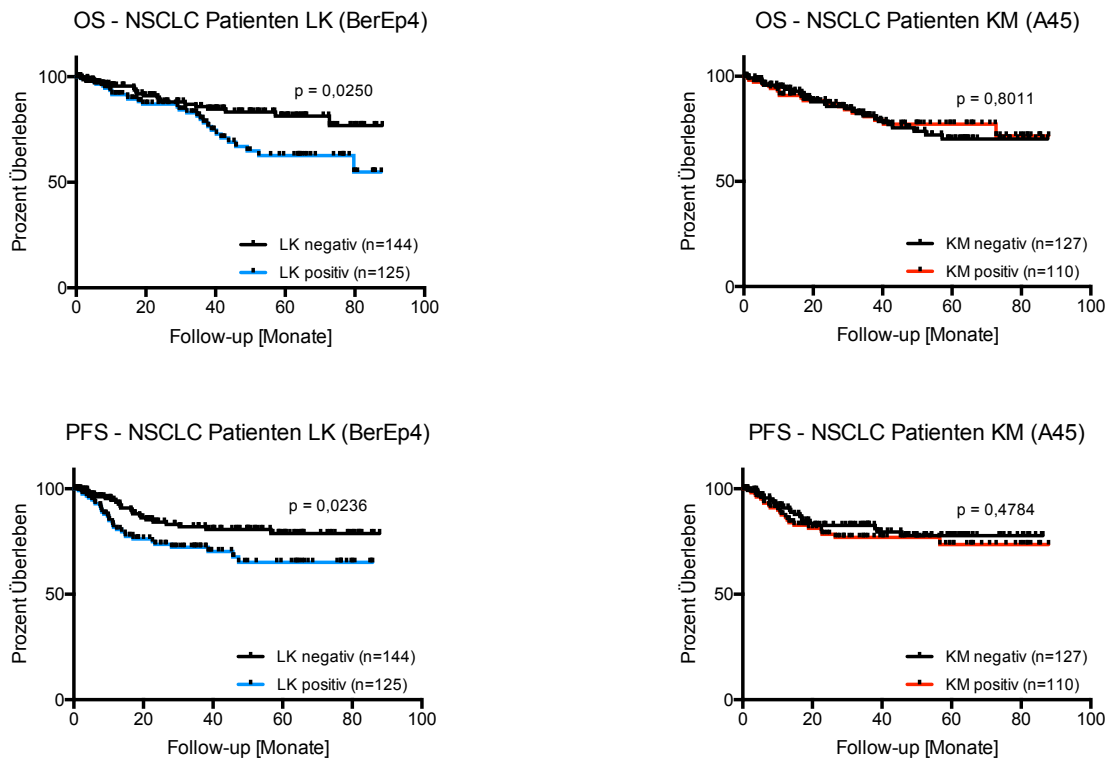 OS - NSCLC Patienten LK (BerEp4)
Prozent Überleben
100
50
0
p = 0,0250
LK negativ (n=144)
LK positiv (n=125)
0 20 40 60 80 100
Follow-up [Monate]
OS - NSCLC Patienten KM (A45)
Prozent Überleben
100
50
0
p = 0,8011
KM negativ (n=127)
KM positiv (n=110)
0 20 40 60 80 100
Follow-up [Monate]
PFS - NSCLC Patienten LK (BerEp4)
Prozent Überleben
100
50
0
p = 0,0236
LK negativ (n=144)
LK positiv (n=125)
0 20 40 60 80 100
Follow-up [Monate]
PFS - NSCLC Patienten KM (A45)
Prozent Überleben
100
50
0
p = 0,4784
KM negativ (n=127)
KM positiv (n=110)
0 20 40 60 80 100
Follow-up [Monate]